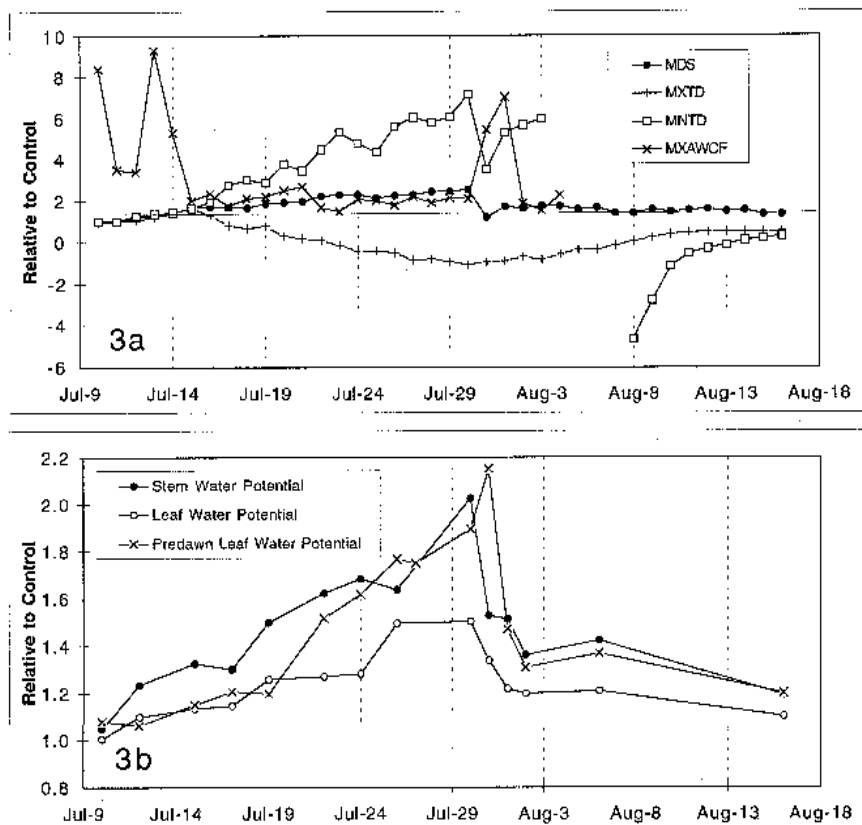 10
8
6
4
2
0
-2
-4
-6
Relative to Control
MDS
MXTD
MNTD
MXAWCF
3a
Jul-9 Jul-14 Jul-19 Jul-24 Jul-29 Aug-3 Aug-8 Aug-13 Aug-18
2.2
2.0
1.8
1.6
1.4
1.2
1.0
0.8
Relative to Control
Stem Water Potential
Leaf Water Potential
Predawn Leaf Water Potential
3b
Jul-9 Jul-14 Jul-19 Jul-24 Jul-29 Aug-3 Aug-8 Aug-13 Aug-18